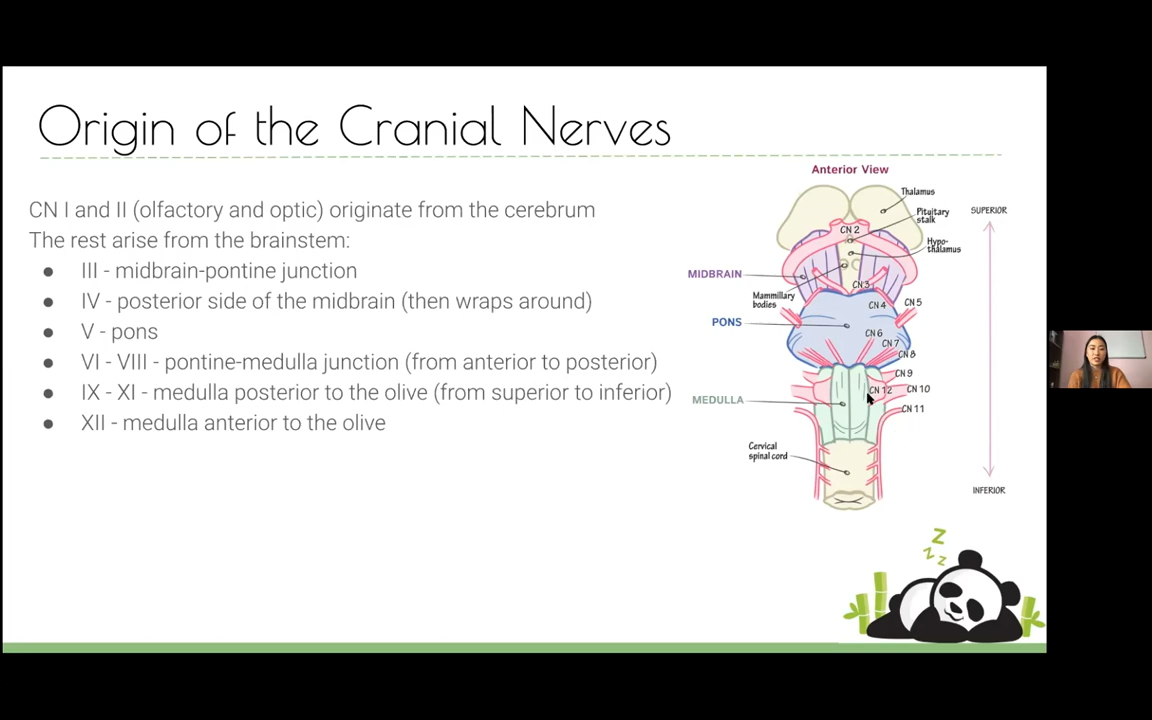 Origin of the Cranial Nerves
CN I and II (olfactory and optic) originate from the cerebrum
The rest arise from the brainstem:
● III - midbrain-pontine junction
● IV - posterior side of the midbrain (then wraps around)
● V - pons
● VI - VIII - pontine-medulla junction (from anterior to posterior)
● IX - XI - medulla posterior to the olive (from superior to inferior)
● XII - medulla anterior to the olive
Anterior View
Thalamus
Pituitary
stalk
SUPERIOR
CN 2
Hypo-
thalamus
MIDBRAIN
CN 3
Mammillary
bodies
CN 4
CN 5
PONS
CN 6
CN 7
CN 8
CN 9
CN 12
CN 10
MEDULLA
CN 11
Cervical
spinal cord
INFERIOR
Z
Z
Z